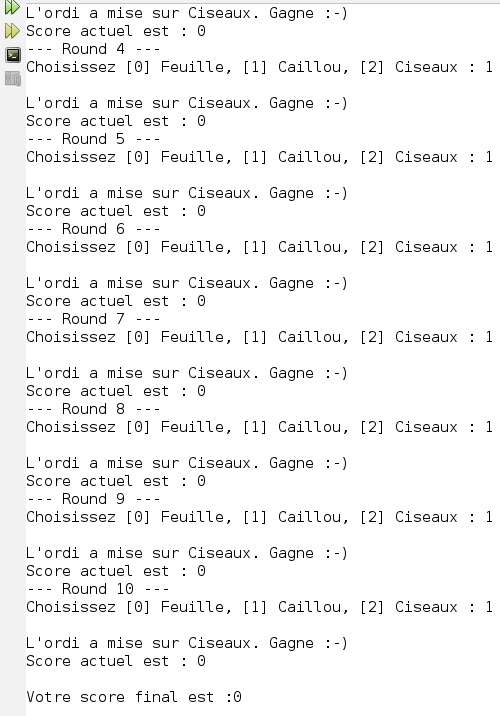 L'ordi a mise sur Ciseaux. Gagne :-)
Score actuel est : 0
--- Round 4 ---
Choisissez [0] Feuille, [1] Caillou, [2] Ciseaux : 1
L'ordi a mise sur Ciseaux. Gagne :-)
Score actuel est : 0
--- Round 5 ---
Choisissez [0] Feuille, [1] Caillou, [2] Ciseaux : 1
L'ordi a mise sur Ciseaux. Gagne :-)
Score actuel est : 0
--- Round 6 ---
Choisissez [0] Feuille, [1] Caillou, [2] Ciseaux : 1
L'ordi a mise sur Ciseaux. Gagne :-)
Score actuel est : 0
--- Round 7 ---
Choisissez [0] Feuille, [1] Caillou, [2] Ciseaux : 1
L'ordi a mise sur Ciseaux. Gagne :-)
Score actuel est : 0
--- Round 8 ---
Choisissez [0] Feuille, [1] Caillou, [2] Ciseaux : 1
L'ordi a mise sur Ciseaux. Gagne :-)
Score actuel est : 0
--- Round 9 ---
Choisissez [0] Feuille, [1] Caillou, [2] Ciseaux : 1
L'ordi a mise sur Ciseaux. Gagne :-)
Score actuel est : 0
--- Round 10 ---
Choisissez [0] Feuille, [1] Caillou, [2] Ciseaux : 1
L'ordi a mise sur Ciseaux. Gagne :-)
Score actuel est : 0
Votre score final est :0